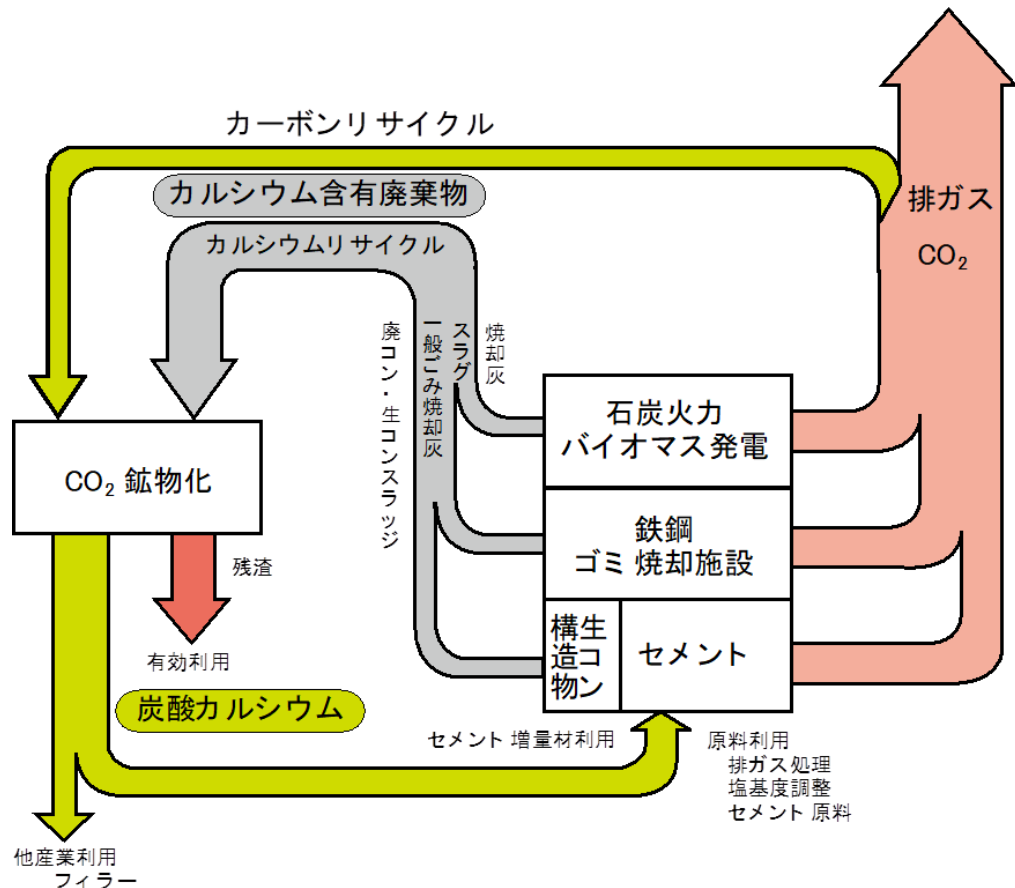 カーボンリサイクル
カルシウム含有廃棄物
カルシウムリサイクル
排ガス
CO₂
廃コン・生コンスラッジ
一般ごみ焼却灰
スラグ
焼却灰
石炭火力
バイオマス発電
CO₂ 鉱物化
鉄鋼
ゴミ焼却施設
残渣
生コン
構造物
セメント
有効利用
炭酸カルシウム
セメント増量材利用
原料利用
排ガス処理
塩基度調整
セメント原料
他産業利用
フィラー